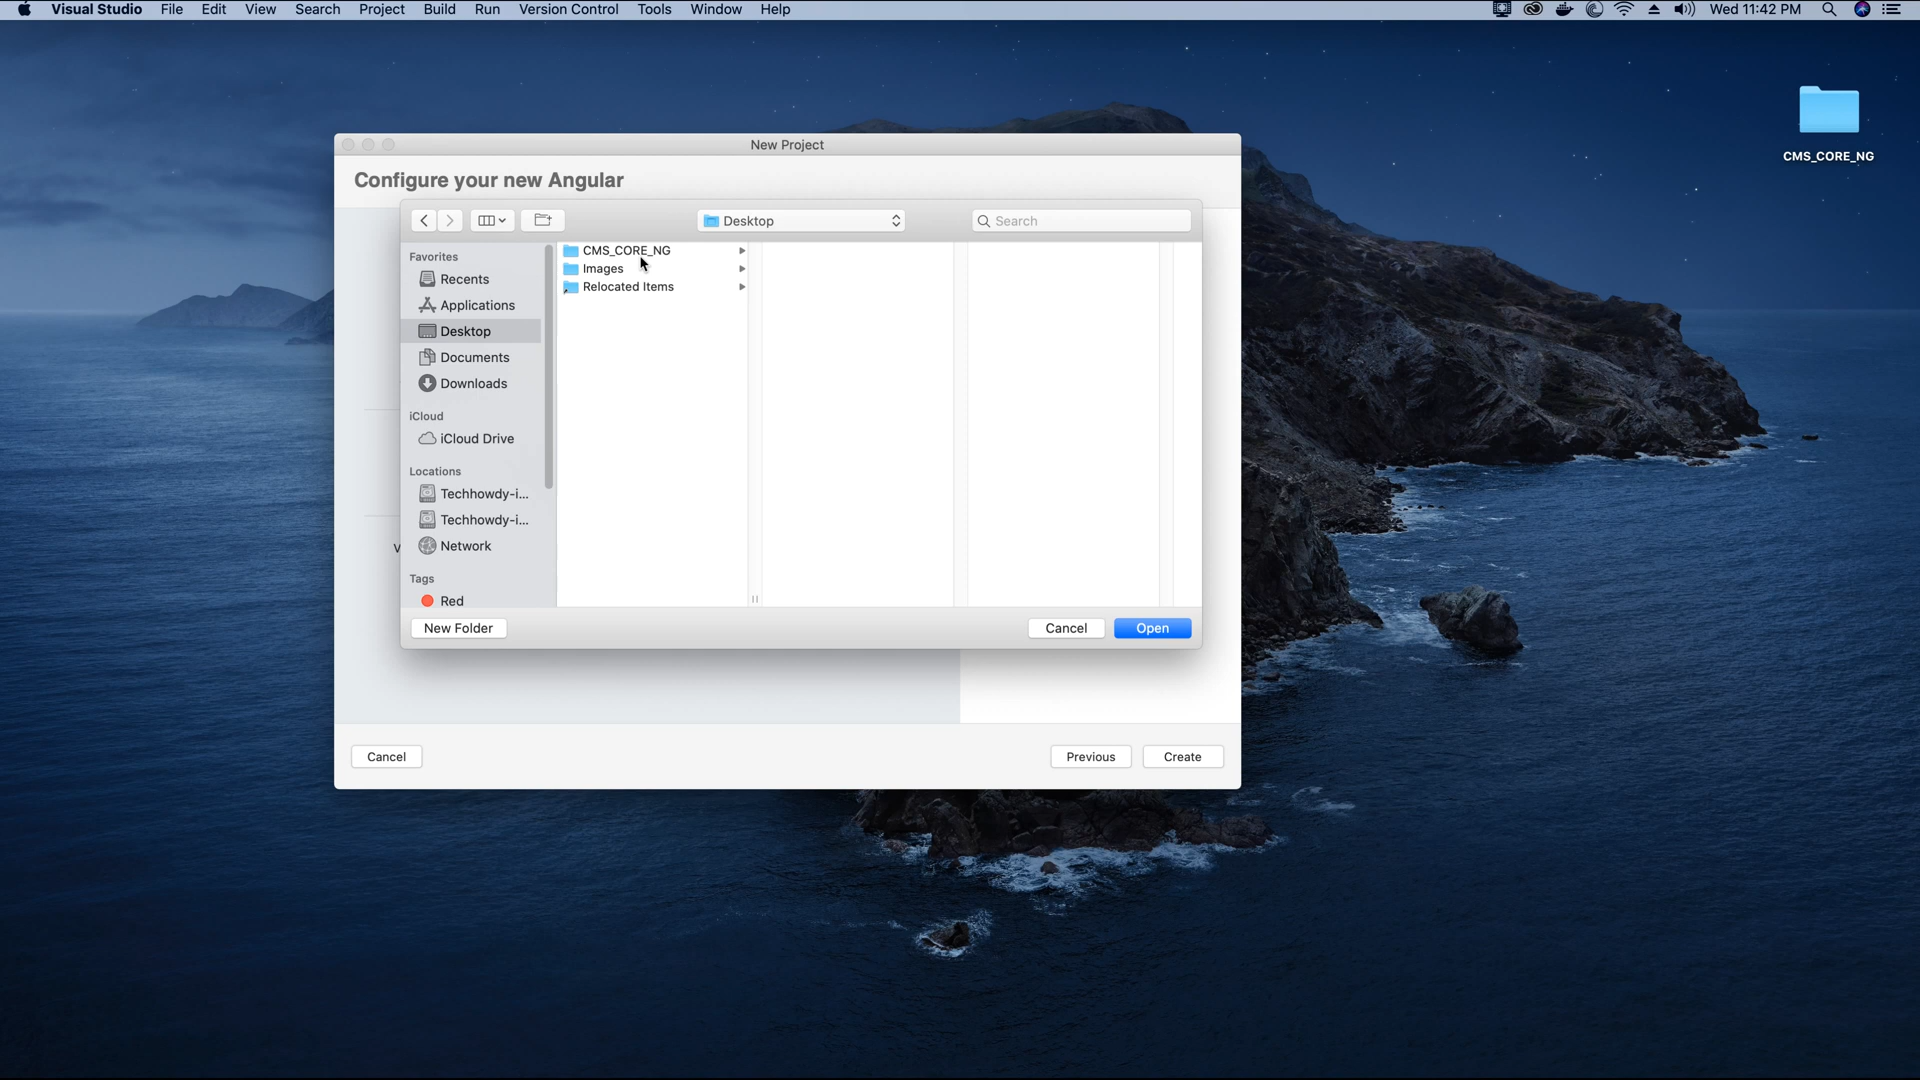 Visual Studio File Edit View Search Project Build Run Version Control Tools Window Help Wed 11:42 PM
CMS_CORE_NG
New Project
Configure your new Angular
Desktop
Search
Favorites
Recents
Applications
Desktop
Documents
Downloads
iCloud
iCloud Drive
Locations
Techhowdy-i...
Techhowdy-i...
Network
Tags
Red
CMS_CORE_NG
Images
Relocated Items
New Folder Cancel Open
Cancel Previous Create